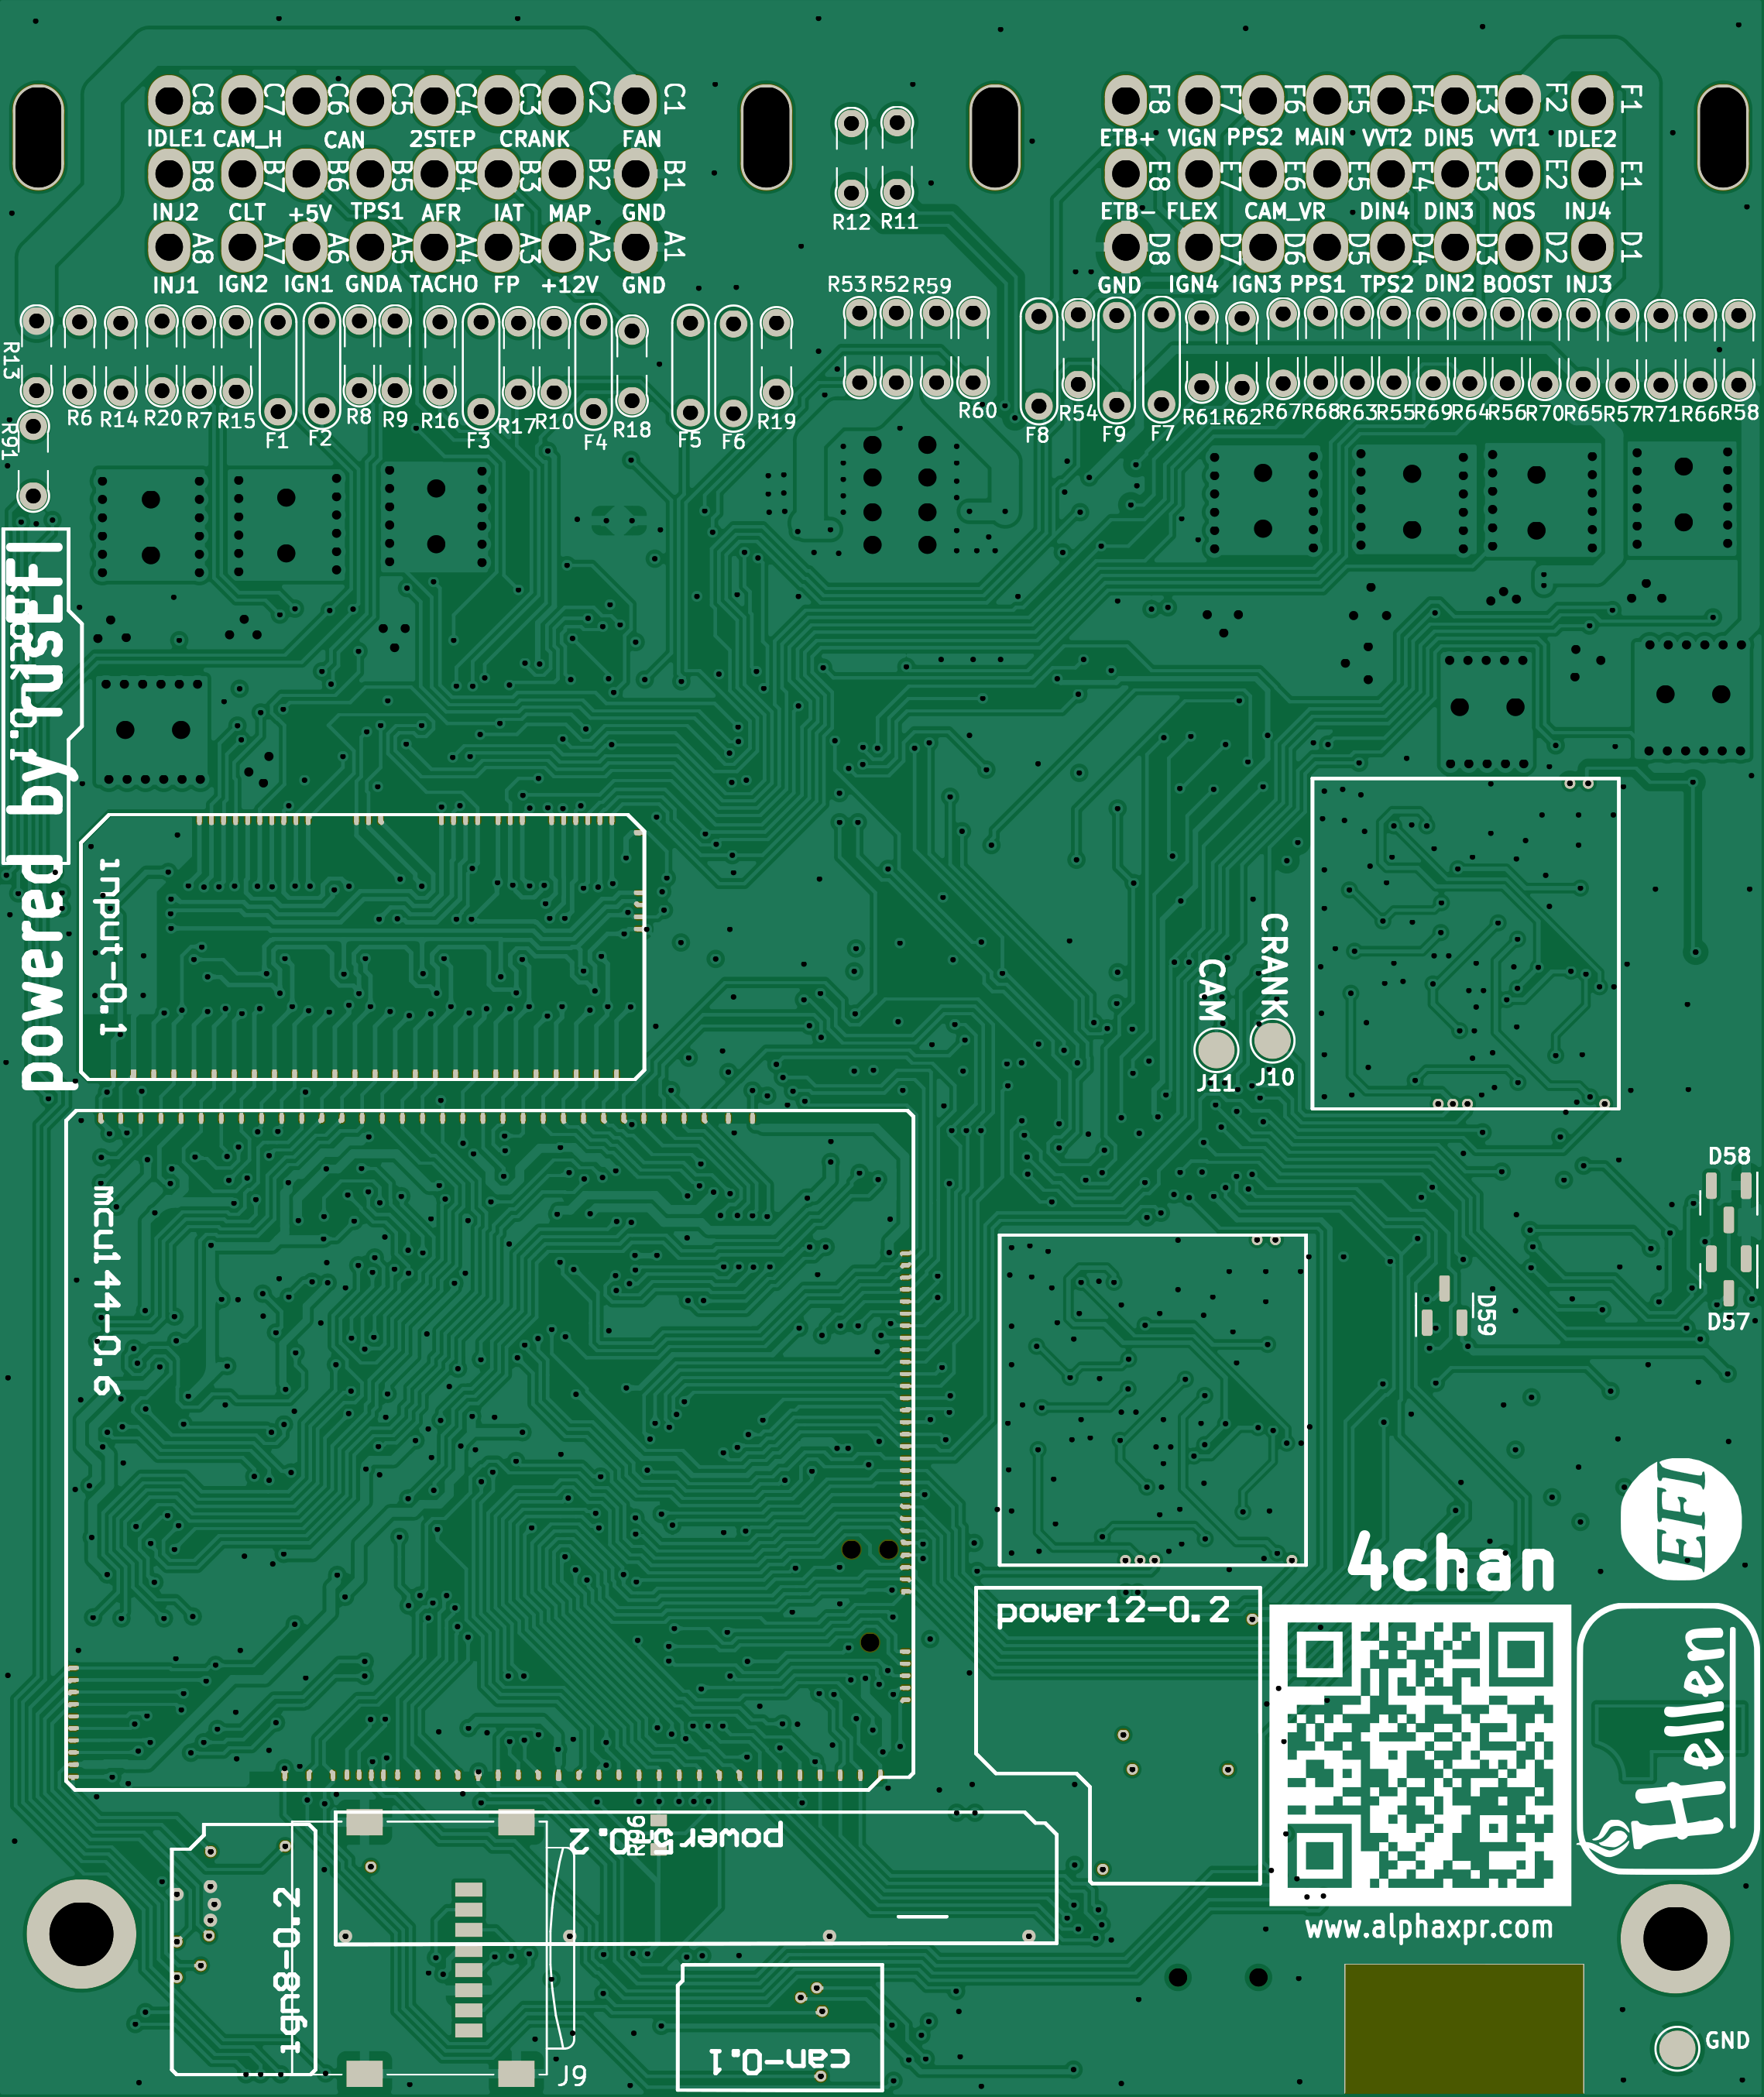 C8 C7 C6 C5 C4 C3 C2 C1 F8 F7 F6 F5 F4 F3 F2 F1
IDLE1 CAM_H CAN 2STEP CRANK FAN ETB+ VIGN PPS2 MAIN VVT2 DIN5 VVT1 IDLE2
B8 B7 B6 B5 B4 B3 B2 B1 E8 E7 E6 E5 E4 E3 E2 E1
INJ2 CLT +5V TPS1 AFR IAT MAP GND ETB- FLEX CAM_VR DIN4 DIN3 NOS INJ4
R12 R11
A8 A7 A6 A5 A4 A3 A2 A1 D8 D7 D6 D5 D4 D3 D2 D1
INJ1 IGN2 IGN1 GNDA TACHO FP +12V GND GND IGN4 IGN3 PPS1 TPS2 DIN2 BOOST INJ3
R53 R52 R59
R13
R6 R14 R20 R7 R15 F1 F2 R8 R9 R16 F3 R17 R10 F4 R18 F5 F6 R19 R60 F8 R54 F9 F7 R61 R62 R67 R68 R63 R55 R69 R64 R56 R70 R65 R57 R71 R66 R58
R91
powered by rusEFI
input-0.1
CAM
CRANK
J11 J10
mcu144-0.6
D58
D59
D57
EFI
4chan
power12-0.2
Hellen
1
R96
power5-0.2
ign8-0.2
www.alphaxpr.com
can-0.1
J9
GND